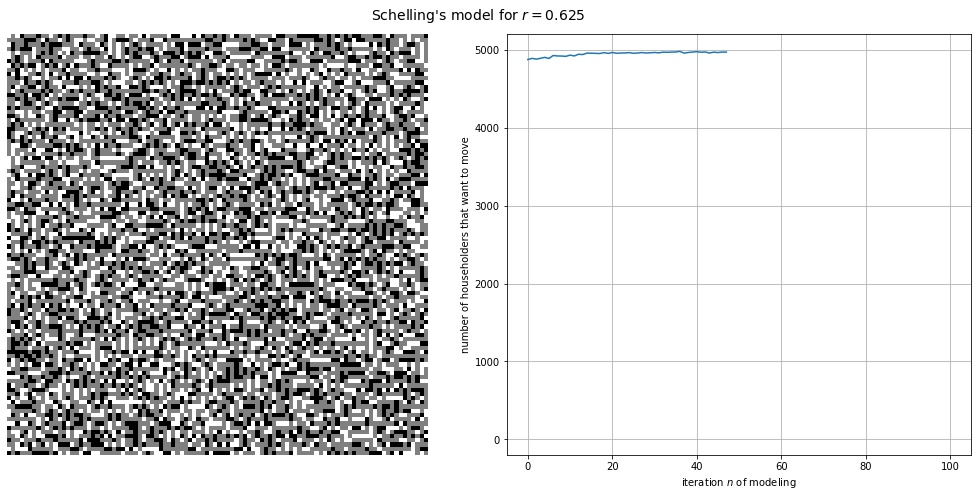 Schelling's model for r = 0.625
number of householders that want to move
5000
4000
3000
2000
1000
0
0 20 40 60 80 100
iteration n of modeling